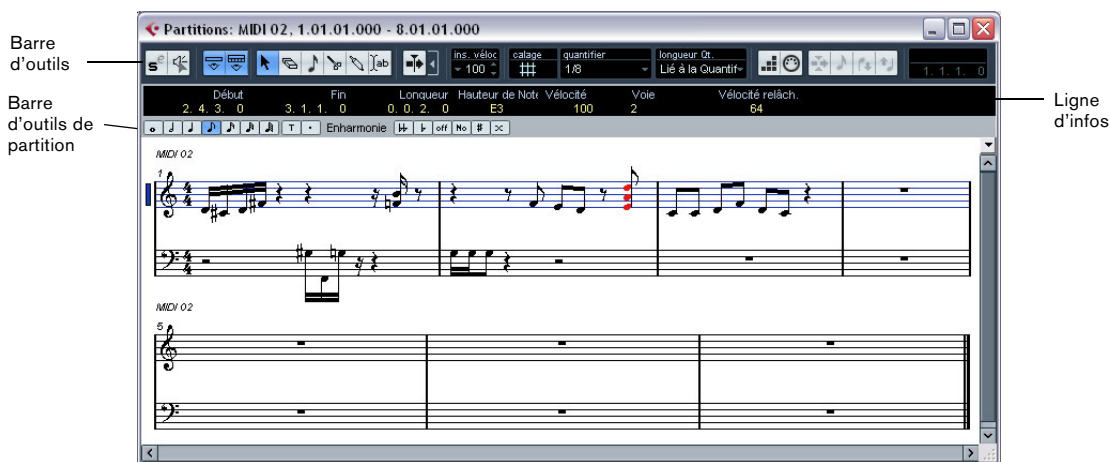 Partitions: MIDI 02, 1.01.01.000 - 8.01.01.000
Barre
d'outils
ins. véloc
calage
quantifier
longueur Qt.
100
1/8
Lié à la Quantif
1. 1. 1. 0
Début
Fin
Longueur
Hauteur de Note
Vélocité
Voie
Vélocité relâch.
2. 4. 3. 0
3. 1. 1. 0
0. 0. 2. 0
E3
100
2
64
Ligne
d'infos
Barre
d'outils de
partition
T
Enharmonie
off
No
#
MIDI 02
1
MIDI 02
5